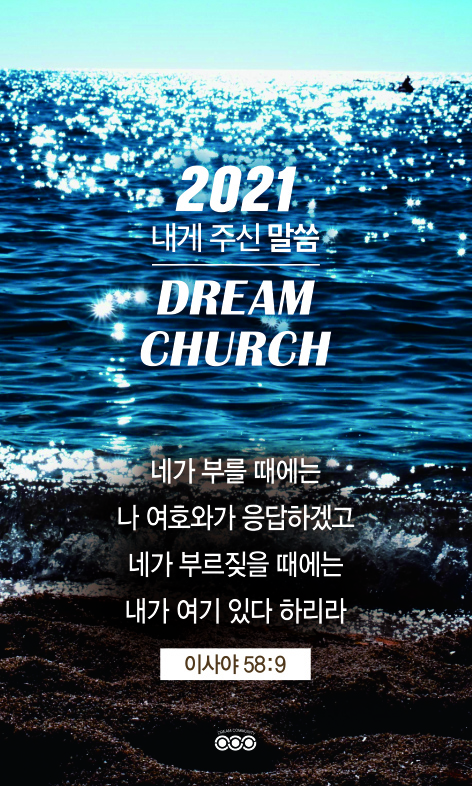 2021
내게 주신 말씀
DREAM
CHURCH
네가 부를 때에는
나 여호와가 응답하겠고
네가 부르짖을 때에는
내가 여기 있다 하리라
이사야 58:9